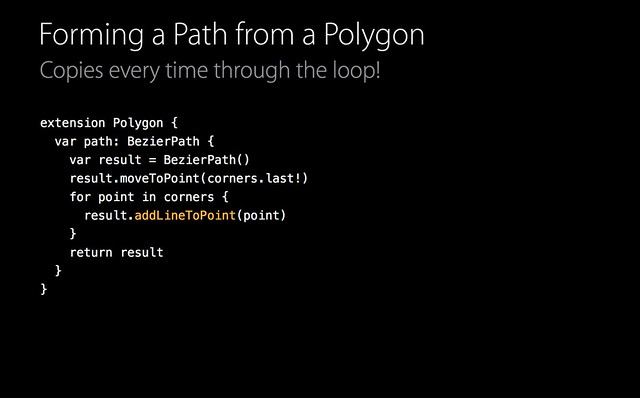 Forming a Path from a Polygon
Copies every time through the loop!
extension Polygon {
  var path: BezierPath {
    var result = BezierPath()
    result.moveToPoint(corners.last!)
    for point in corners {
      result.addLineToPoint(point)
    }
    return result
  }
}